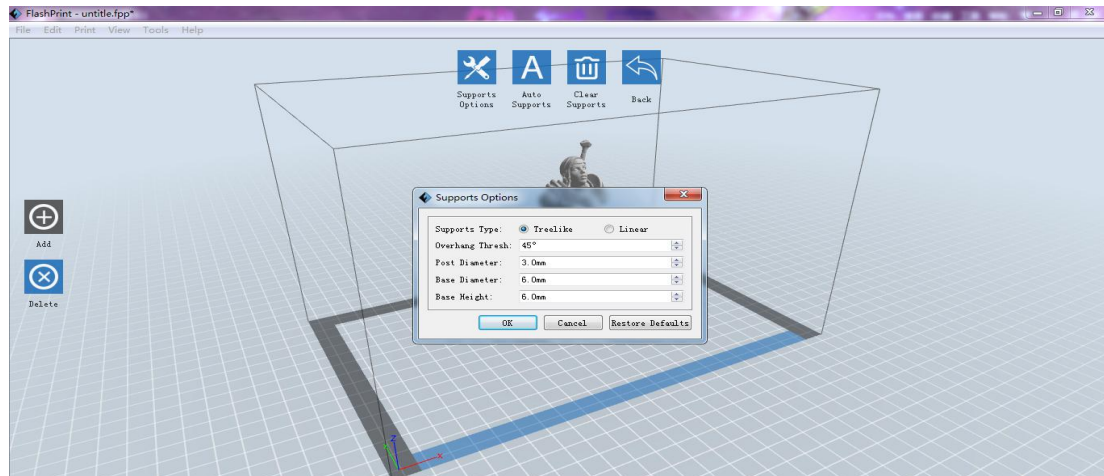 FlashPrint - untitle.fpp*
File Edit Print View Tools Help
Supports Options
Auto Supports
Clear Supports
Back
Add
Delete
Supports Options
Supports Type: Treelike Linear
Overhang Thresh: 45°
Post Diameter: 3.0mm
Base Diameter: 6.0mm
Base Height: 6.0mm
OK Cancel Restore Defaults
Z
X